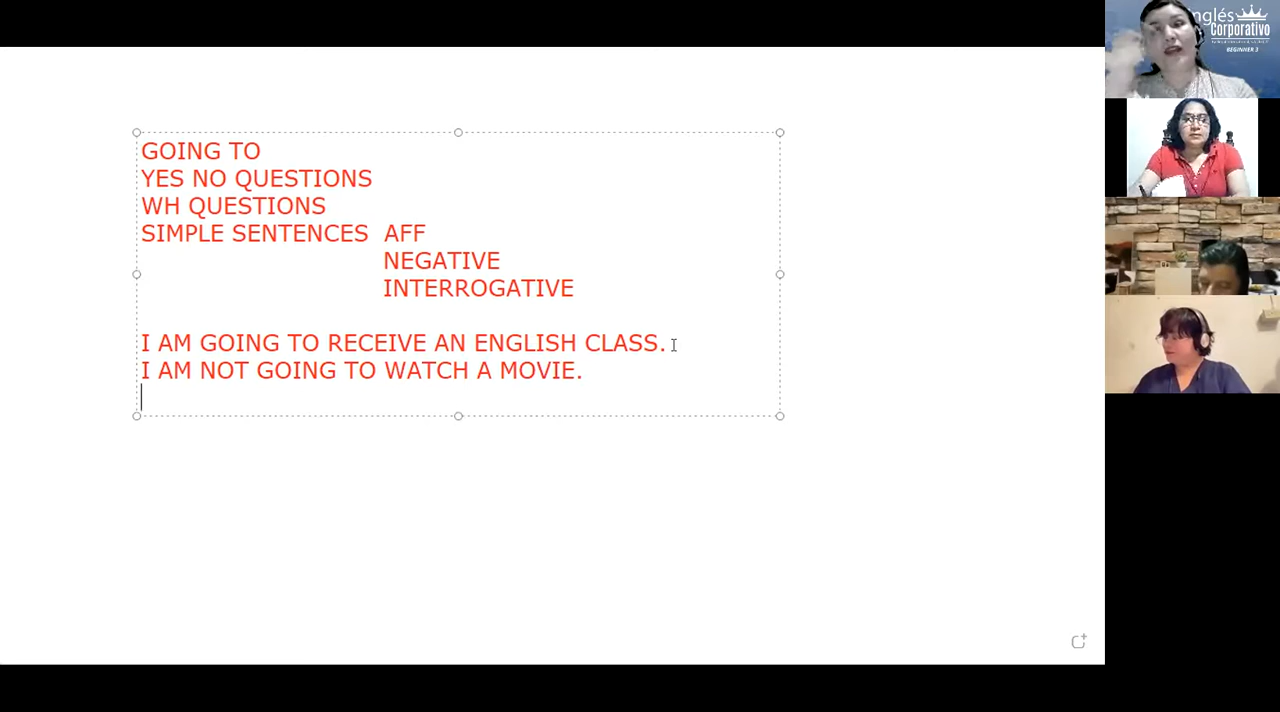 GOING TO
YES NO QUESTIONS
WH QUESTIONS
SIMPLE SENTENCES AFF
NEGATIVE
INTERROGATIVE
I AM GOING TO RECEIVE AN ENGLISH CLASS.
I AM NOT GOING TO WATCH A MOVIE.
nglés
Corporativo
BEGINNER 3